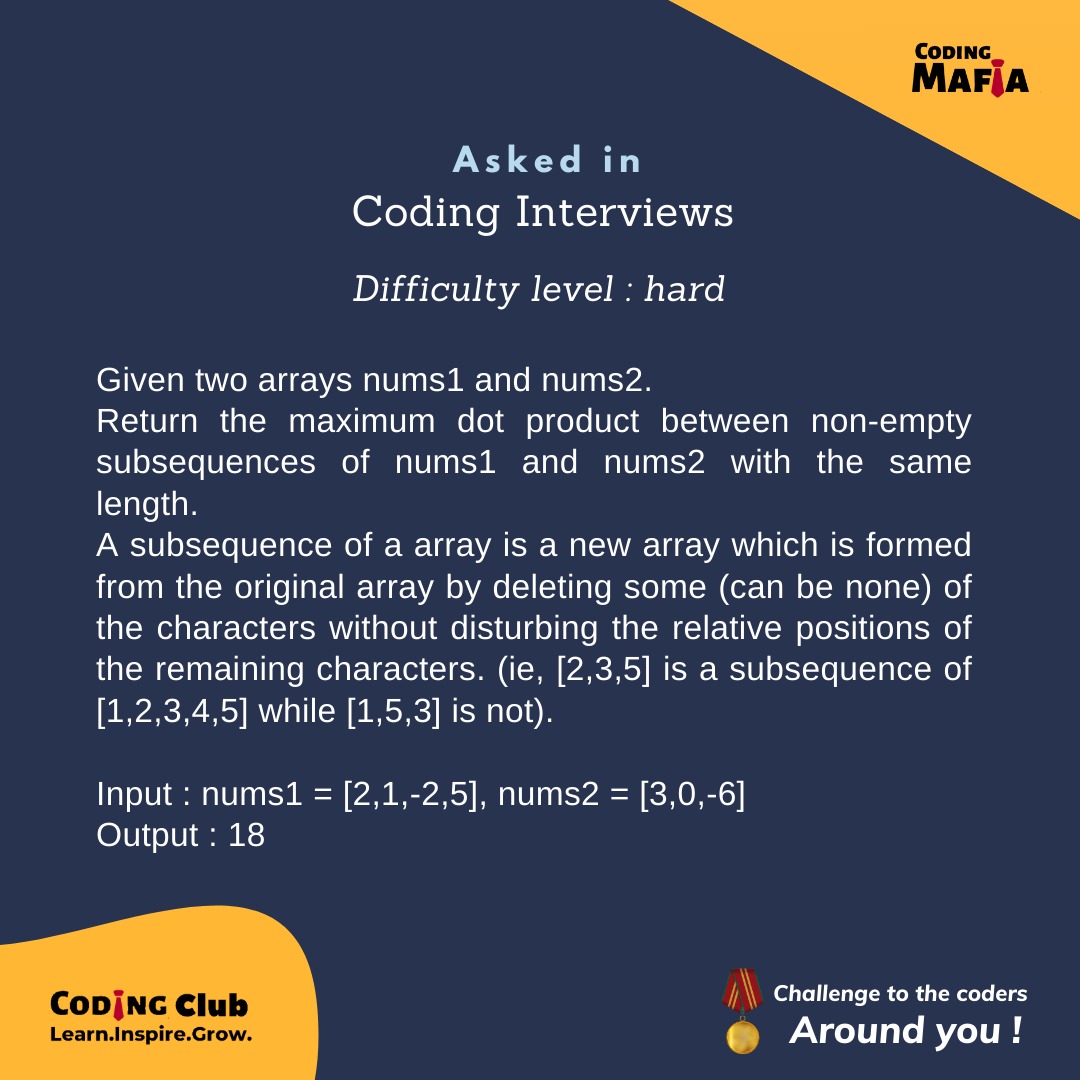 CODING
MAFIA
Asked in
Coding Interviews
Difficulty level : hard
Given two arrays nums1 and nums2.
Return the maximum dot product between non-empty
subsequences of nums1 and nums2 with the same
length.
A subsequence of a array is a new array which is formed
from the original array by deleting some (can be none) of
the characters without disturbing the relative positions of
the remaining characters. (ie, [2,3,5] is a subsequence of
[1,2,3,4,5] while [1,5,3] is not).
Input : nums1 = [2,1,-2,5], nums2 = [3,0,-6]
Output : 18
CODING Club
Learn.Inspire.Grow.
Challenge to the coders
Around you !